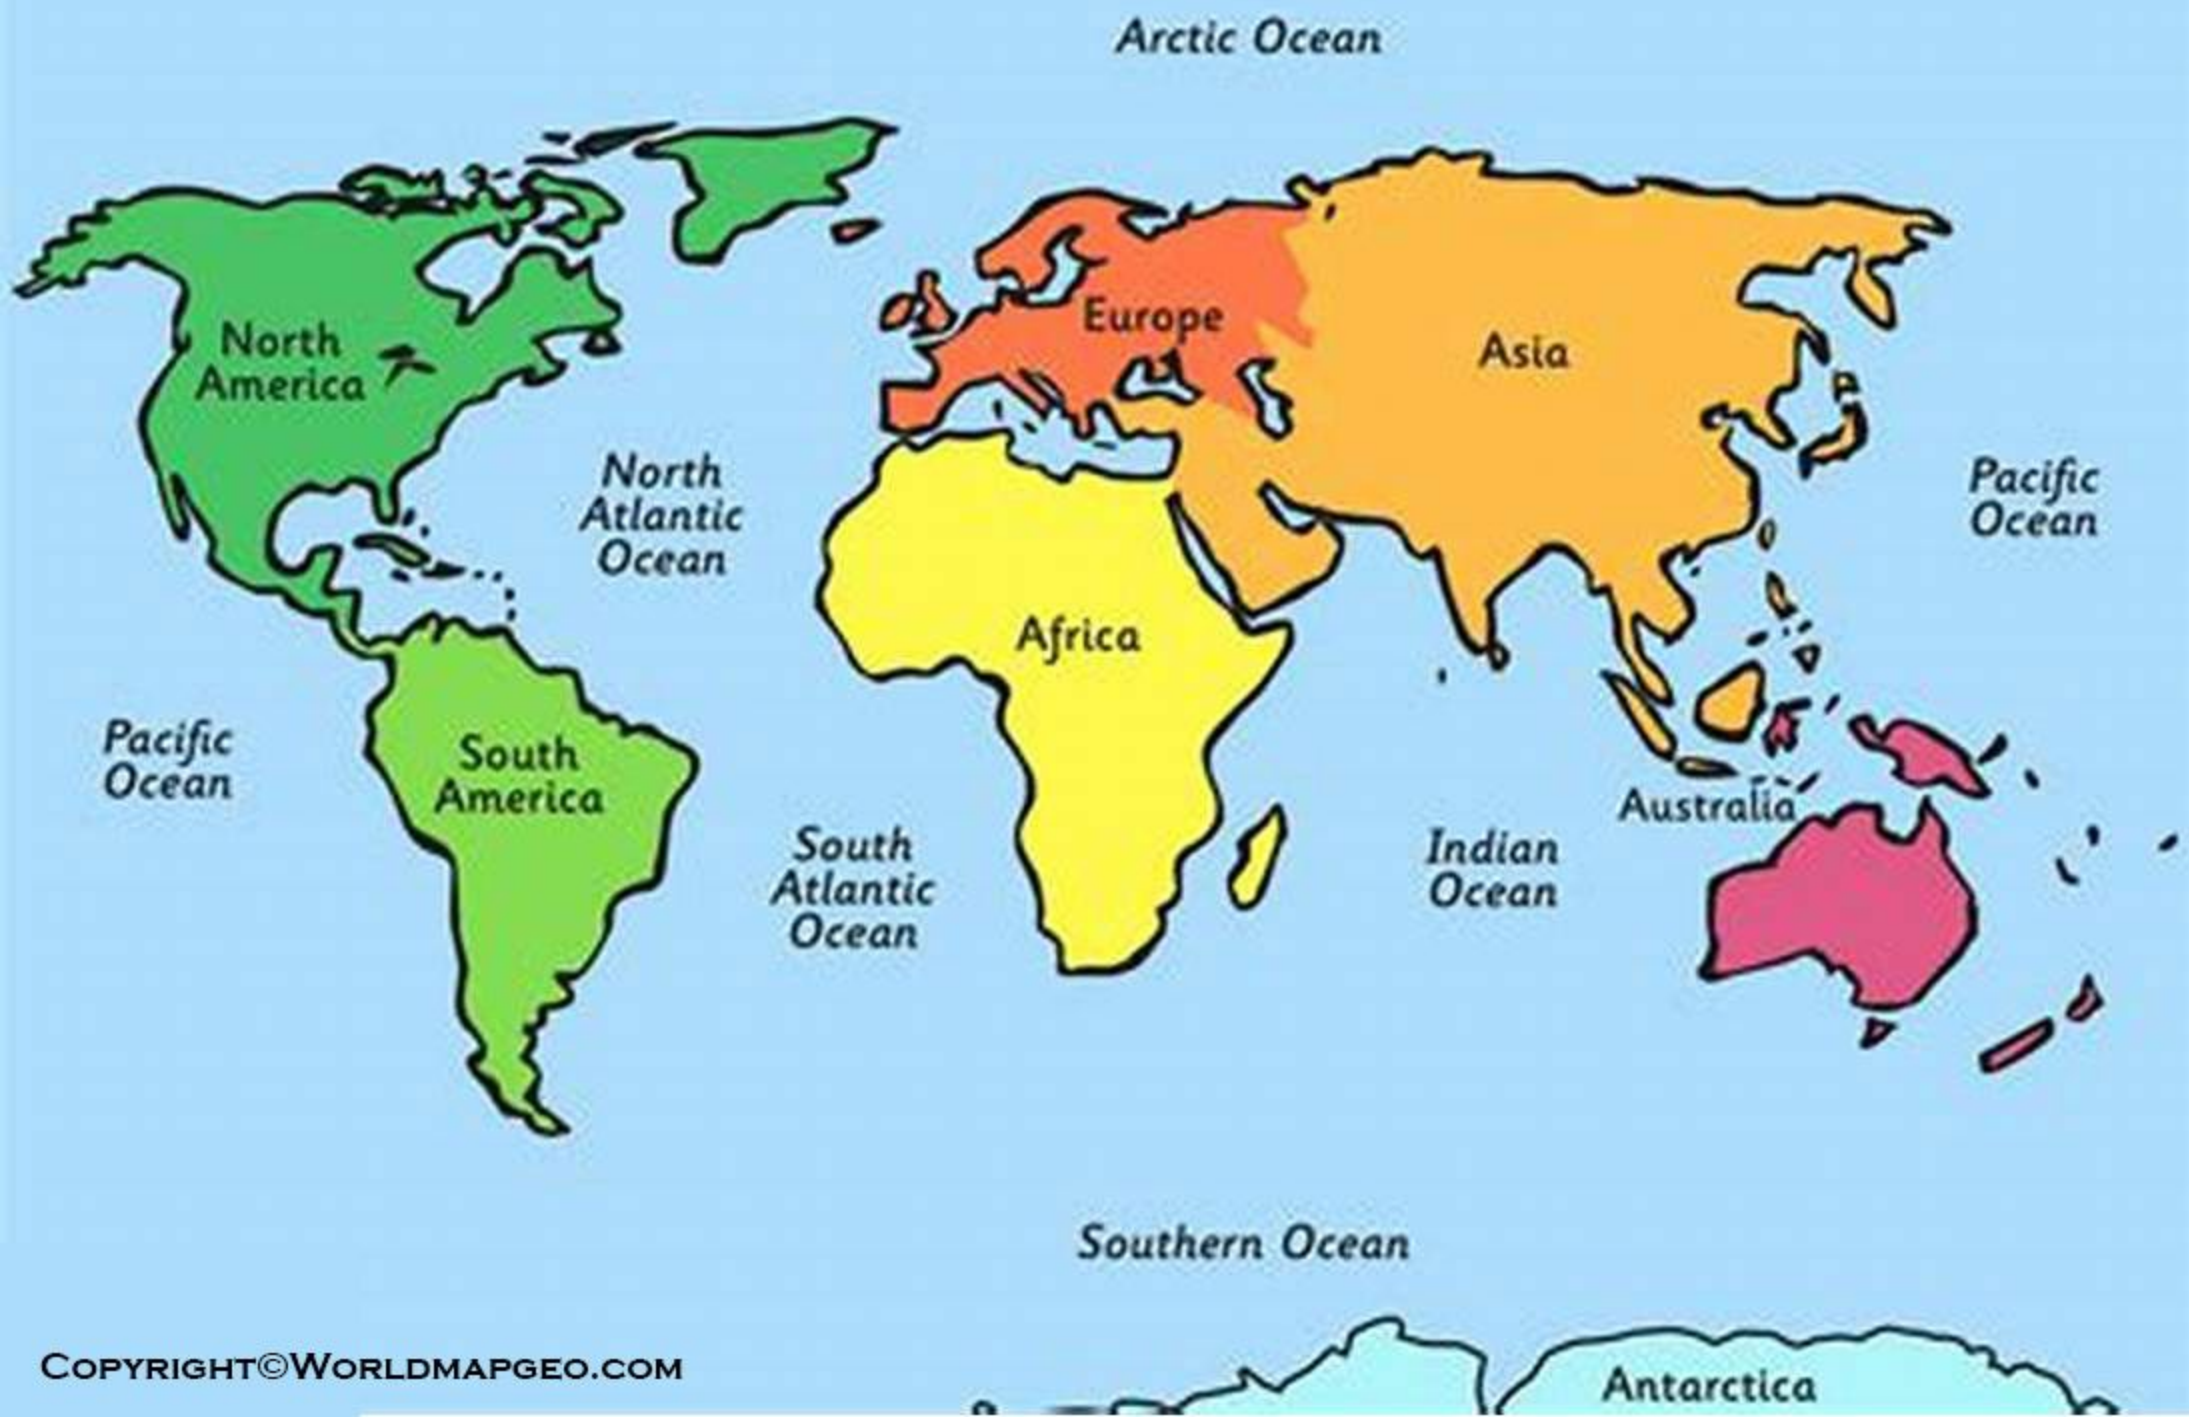 Arctic Ocean
North
America
Europe
Asia
North
Atlantic
Ocean
Pacific
Ocean
Africa
Pacific
Ocean
South
America
Australia
South
Atlantic
Ocean
Indian
Ocean
Southern Ocean
Copyright©Worldmapgeo.com
Antarctica